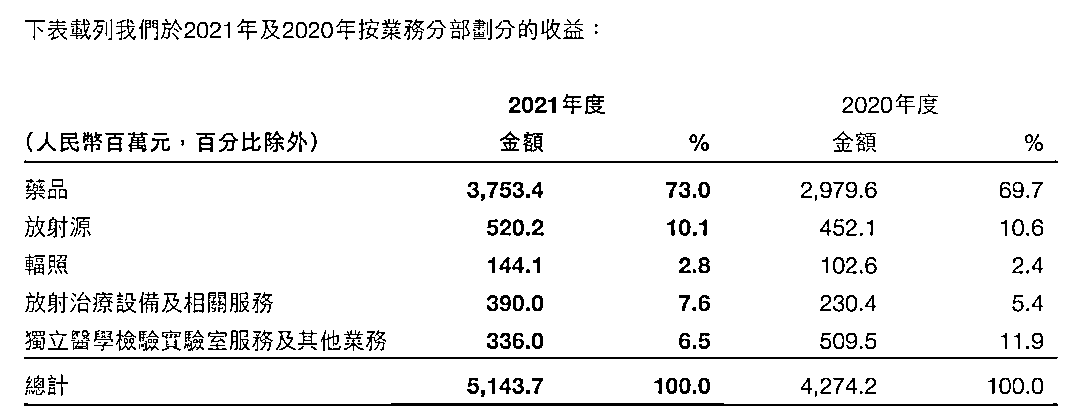 下表載列我們於2021年及2020年按業務分部劃分的收益：
2021年度 2020年度
（人民幣百萬元，百分比除外） 金額 % 金額 %
藥品 3,753.4 73.0 2,979.6 69.7
放射源 520.2 10.1 452.1 10.6
輻照 144.1 2.8 102.6 2.4
放射治療設備及相關服務 390.0 7.6 230.4 5.4
獨立醫學檢驗實驗室服務及其他業務 336.0 6.5 509.5 11.9
總計 5,143.7 100.0 4,274.2 100.0